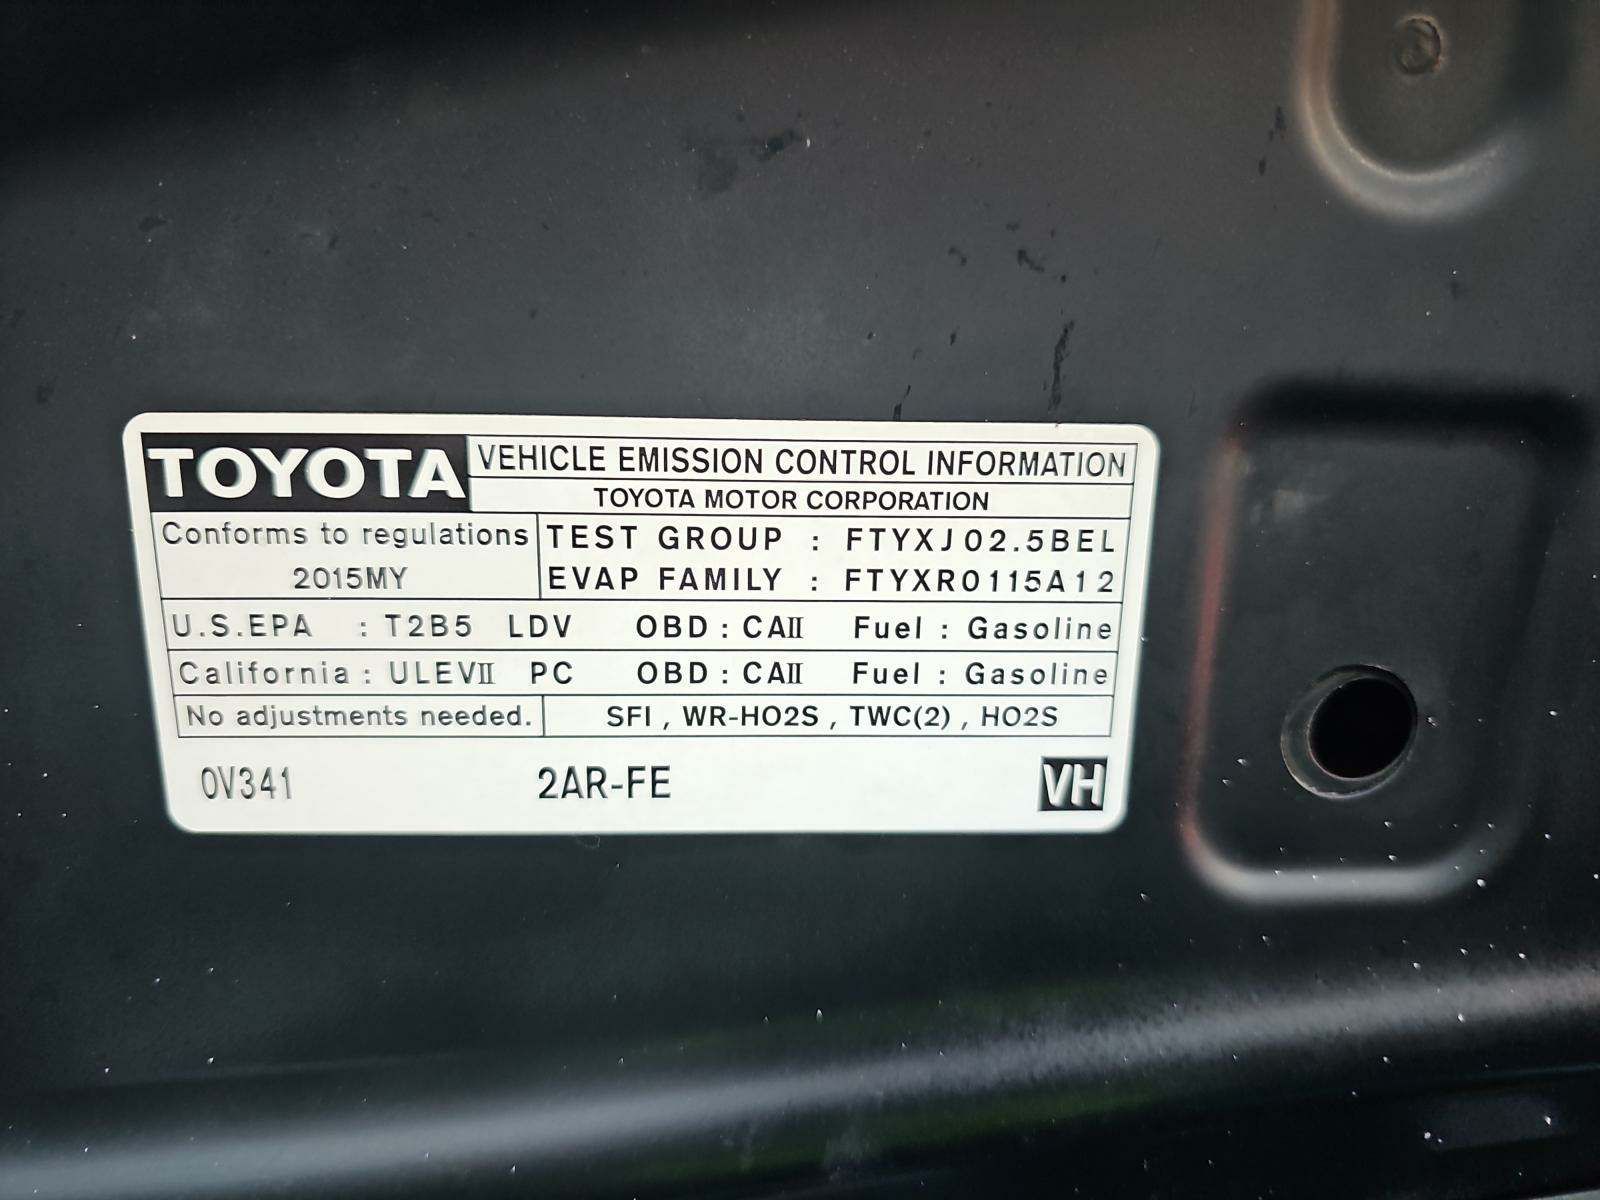 TOYOTA VEHICLE EMISSION CONTROL INFORMATION
TOYOTA MOTOR CORPORATION
Conforms to regulations TEST GROUP : FTYXJ02.5BEL
2015MY EVAP FAMILY : FTYXR0115A12
U.S.EPA : T2B5 LDV OBD : CAII Fuel : Gasoline
California : ULEVII PC OBD : CAII Fuel : Gasoline
No adjustments needed. SFI , WR-HO2S , TWC(2) , HO2S
0V341 2AR-FE VH